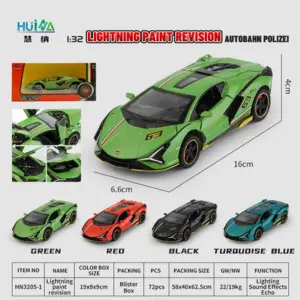 HUINA
慧纳
1:32 LIGHTNING PAINT REVISION AUTOBAHN POLIZEI
4cm
63
16cm
6.6cm
GREEN RED BLACK TURQUOISE BLUE
ITEM NO NAME COLOR BOX SIZE PACKING PCS PACKING SIZE GW/NW FUNCTION
HN3205-1 Lightning paint revision 19x9x9cm Blister Box 72pcs 58x40x62.5cm 22/19kg Lighting Sound Effects Echo